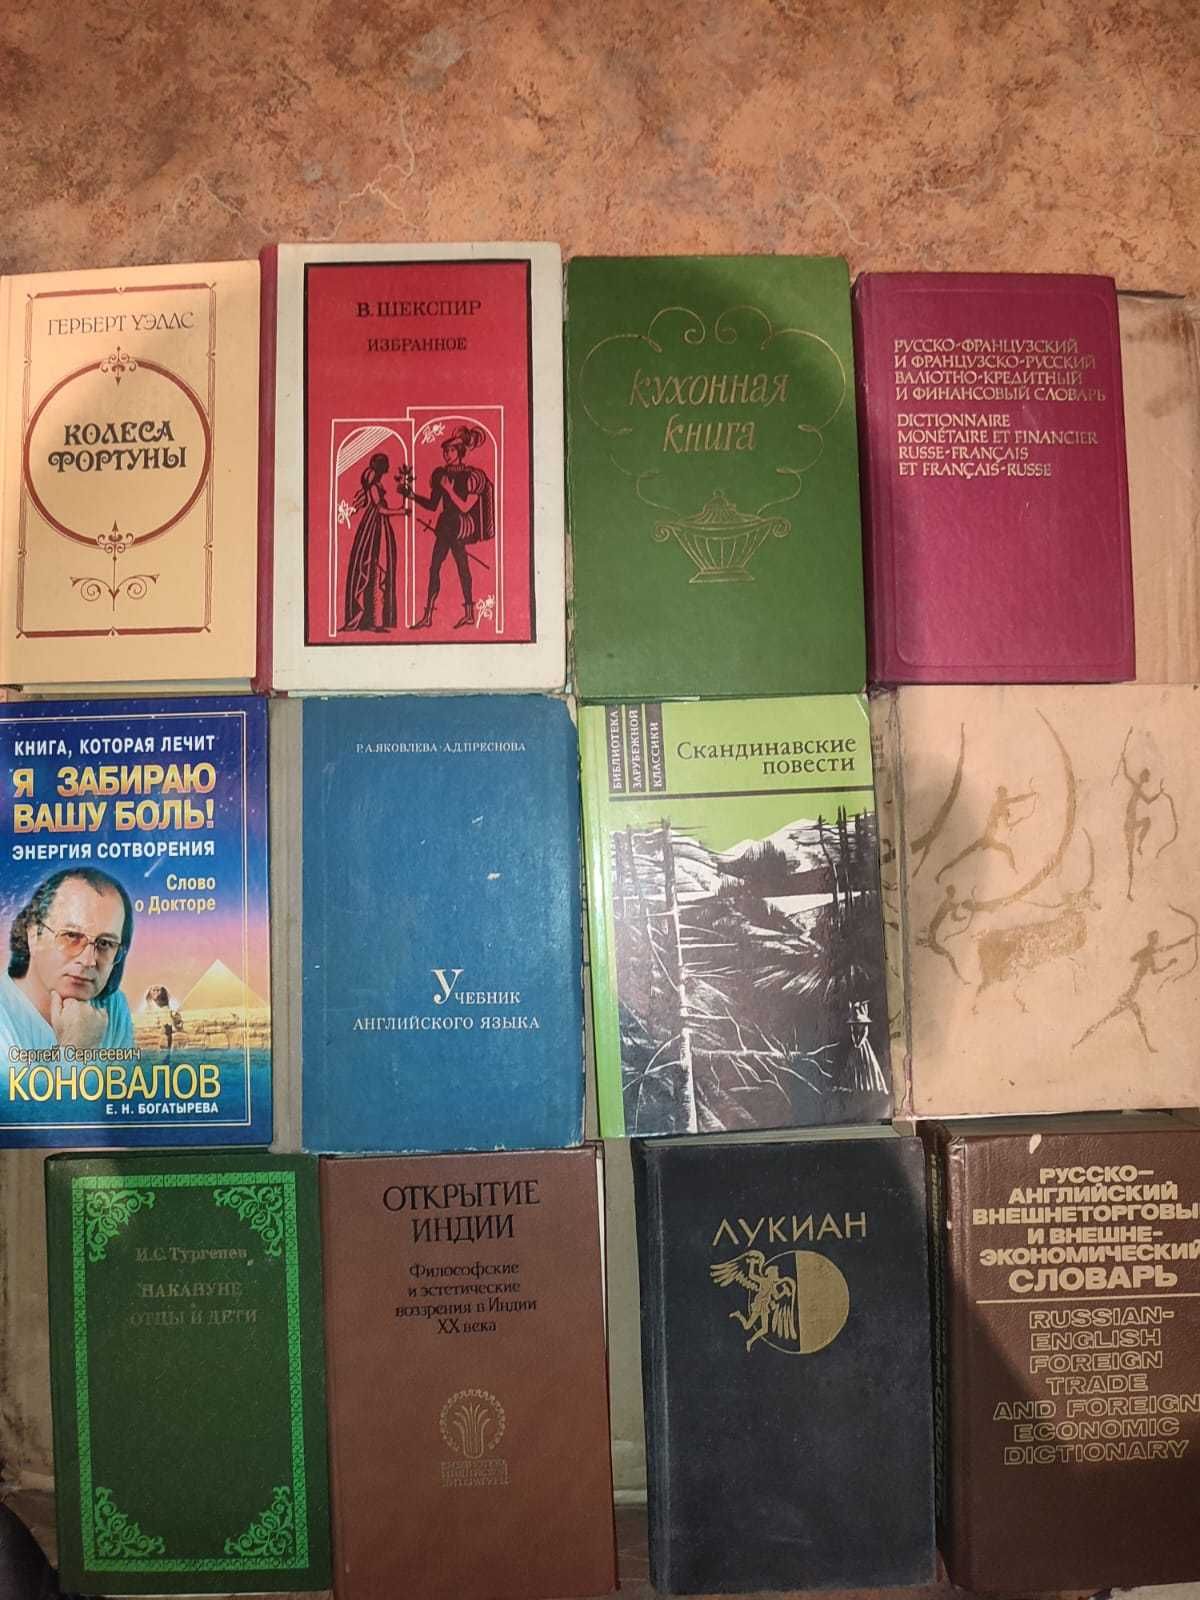 ГЕРБЕРТ УЭЛЛС
КОЛЕСА
ФОРТУНЫ
В. ШЕКСПИР
ИЗБРАННОЕ
Кухонная
книга
РУССКО-ФРАНЦУЗСКИЙ
И ФРАНЦУЗСКО-РУССКИЙ
ВАЛЮТНО-КРЕДИТНЫЙ
И ФИНАНСОВЫЙ СЛОВАРЬ
DICTIONNAIRE
MONÉTAIRE ET FINANCIER
RUSSE-FRANÇAIS
ET FRANÇAIS-RUSSE
КНИГА, КОТОРАЯ ЛЕЧИТ
Я ЗАБИРАЮ
ВАШУ БОЛЬ!
ЭНЕРГИЯ СОТВОРЕНИЯ
Слово
о Докторе
Сергей Сергеевич
КОНОВАЛОВ
Е. Н. БОГАТЫРЕВА
Р.А.ЯКОВЛЕВА·А.Д.ПРЕСНОВА
УЧЕБНИК
АНГЛИЙСКОГО ЯЗЫКА
БИБЛИОТЕКА
ЗАРУБЕЖНОЙ
КЛАССИКИ
Скандинавские
повести
И.С.Тургенев
НАКАНУНЕ
ОТЦЫ И ДЕТИ
ОТКРЫТИЕ
ИНДИИ
Философские
и эстетические
воззрения в Индии
XX века
БИБЛИОТЕКА
ИНДИЙСКОЙ
ЛИТЕРАТУРЫ
ЛУКИАН
РУССКО-
АНГЛИЙСКИЙ
ВНЕШНЕТОРГОВЫ
И ВНЕШНЕ-
ЭКОНОМИЧЕСКИЙ
СЛОВАРЬ
RUSSIAN-
ENGLISH
FOREIGN
TRADE
AND FOREIGN
ECONOMIC
DICTIONARY